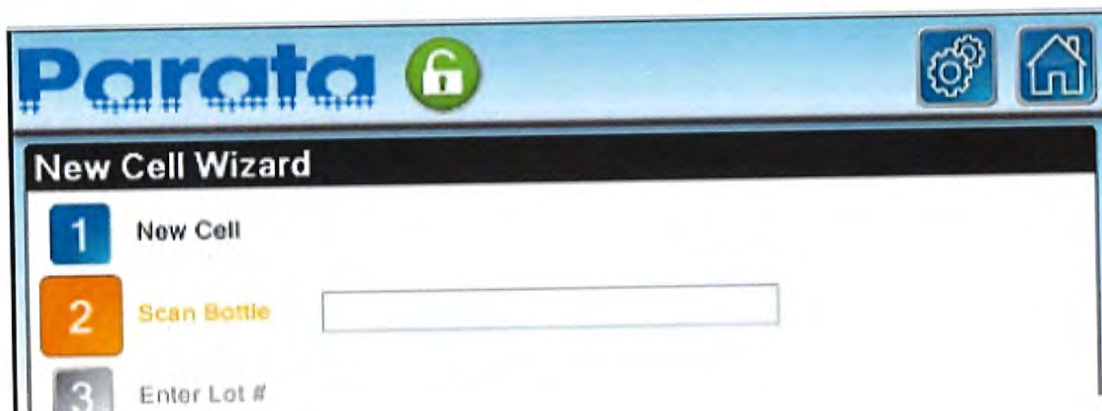 Parata
New Cell Wizard
1 New Cell
2 Scan Bottle
3 Enter Lot #